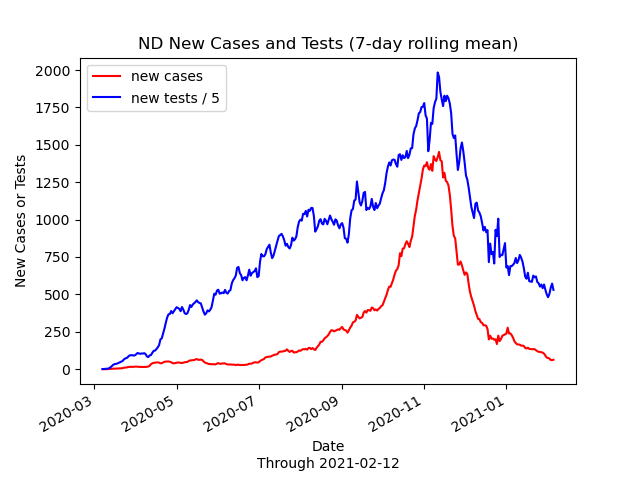 ND New Cases and Tests (7-day rolling mean)
new cases
new tests / 5
2000
1750
1500
1250
1000
750
500
250
0
New Cases or Tests
2020-03
2020-05
2020-07
2020-09
2020-11
2021-01
Date
Through 2021-02-12